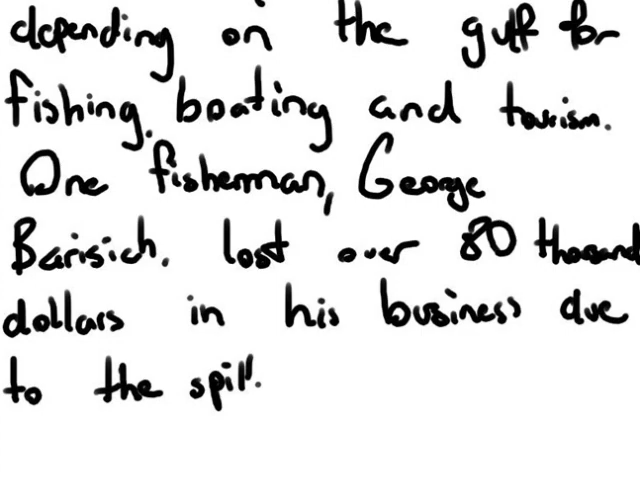 depending on the gulf for
fishing, boating and tourism.
One fisherman, George
Barisich, lost over 80 thousand
dollars in his business due
to the spill.